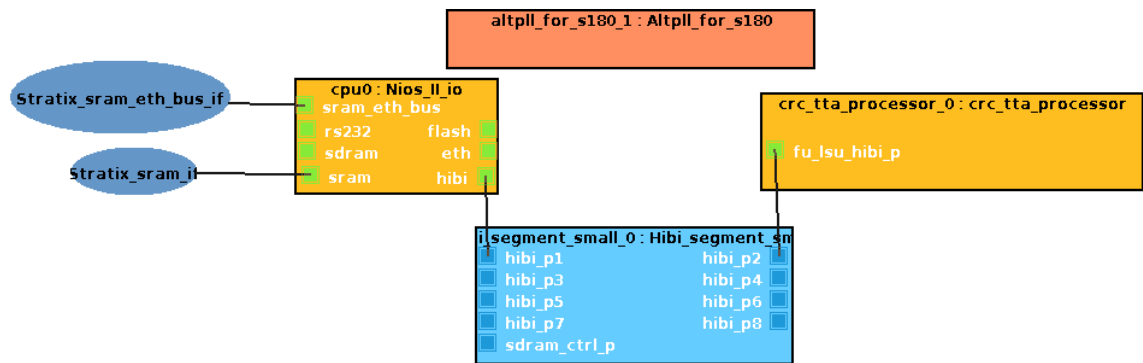 altpll_for_s180_1 : Altpll_for_s180
Stratix_sram_eth_bus_if
cpu0 : Nios_II_io
sram_eth_bus
rs232 flash
sdram eth
sram hibi
Stratix_sram_if
crc_tta_processor_0 : crc_tta_processor
fu_lsu_hibi_p
i_segment_small_0 : Hibi_segment_sm
hibi_p1 hibi_p2
hibi_p3 hibi_p4
hibi_p5 hibi_p6
hibi_p7 hibi_p8
sdram_ctrl_p